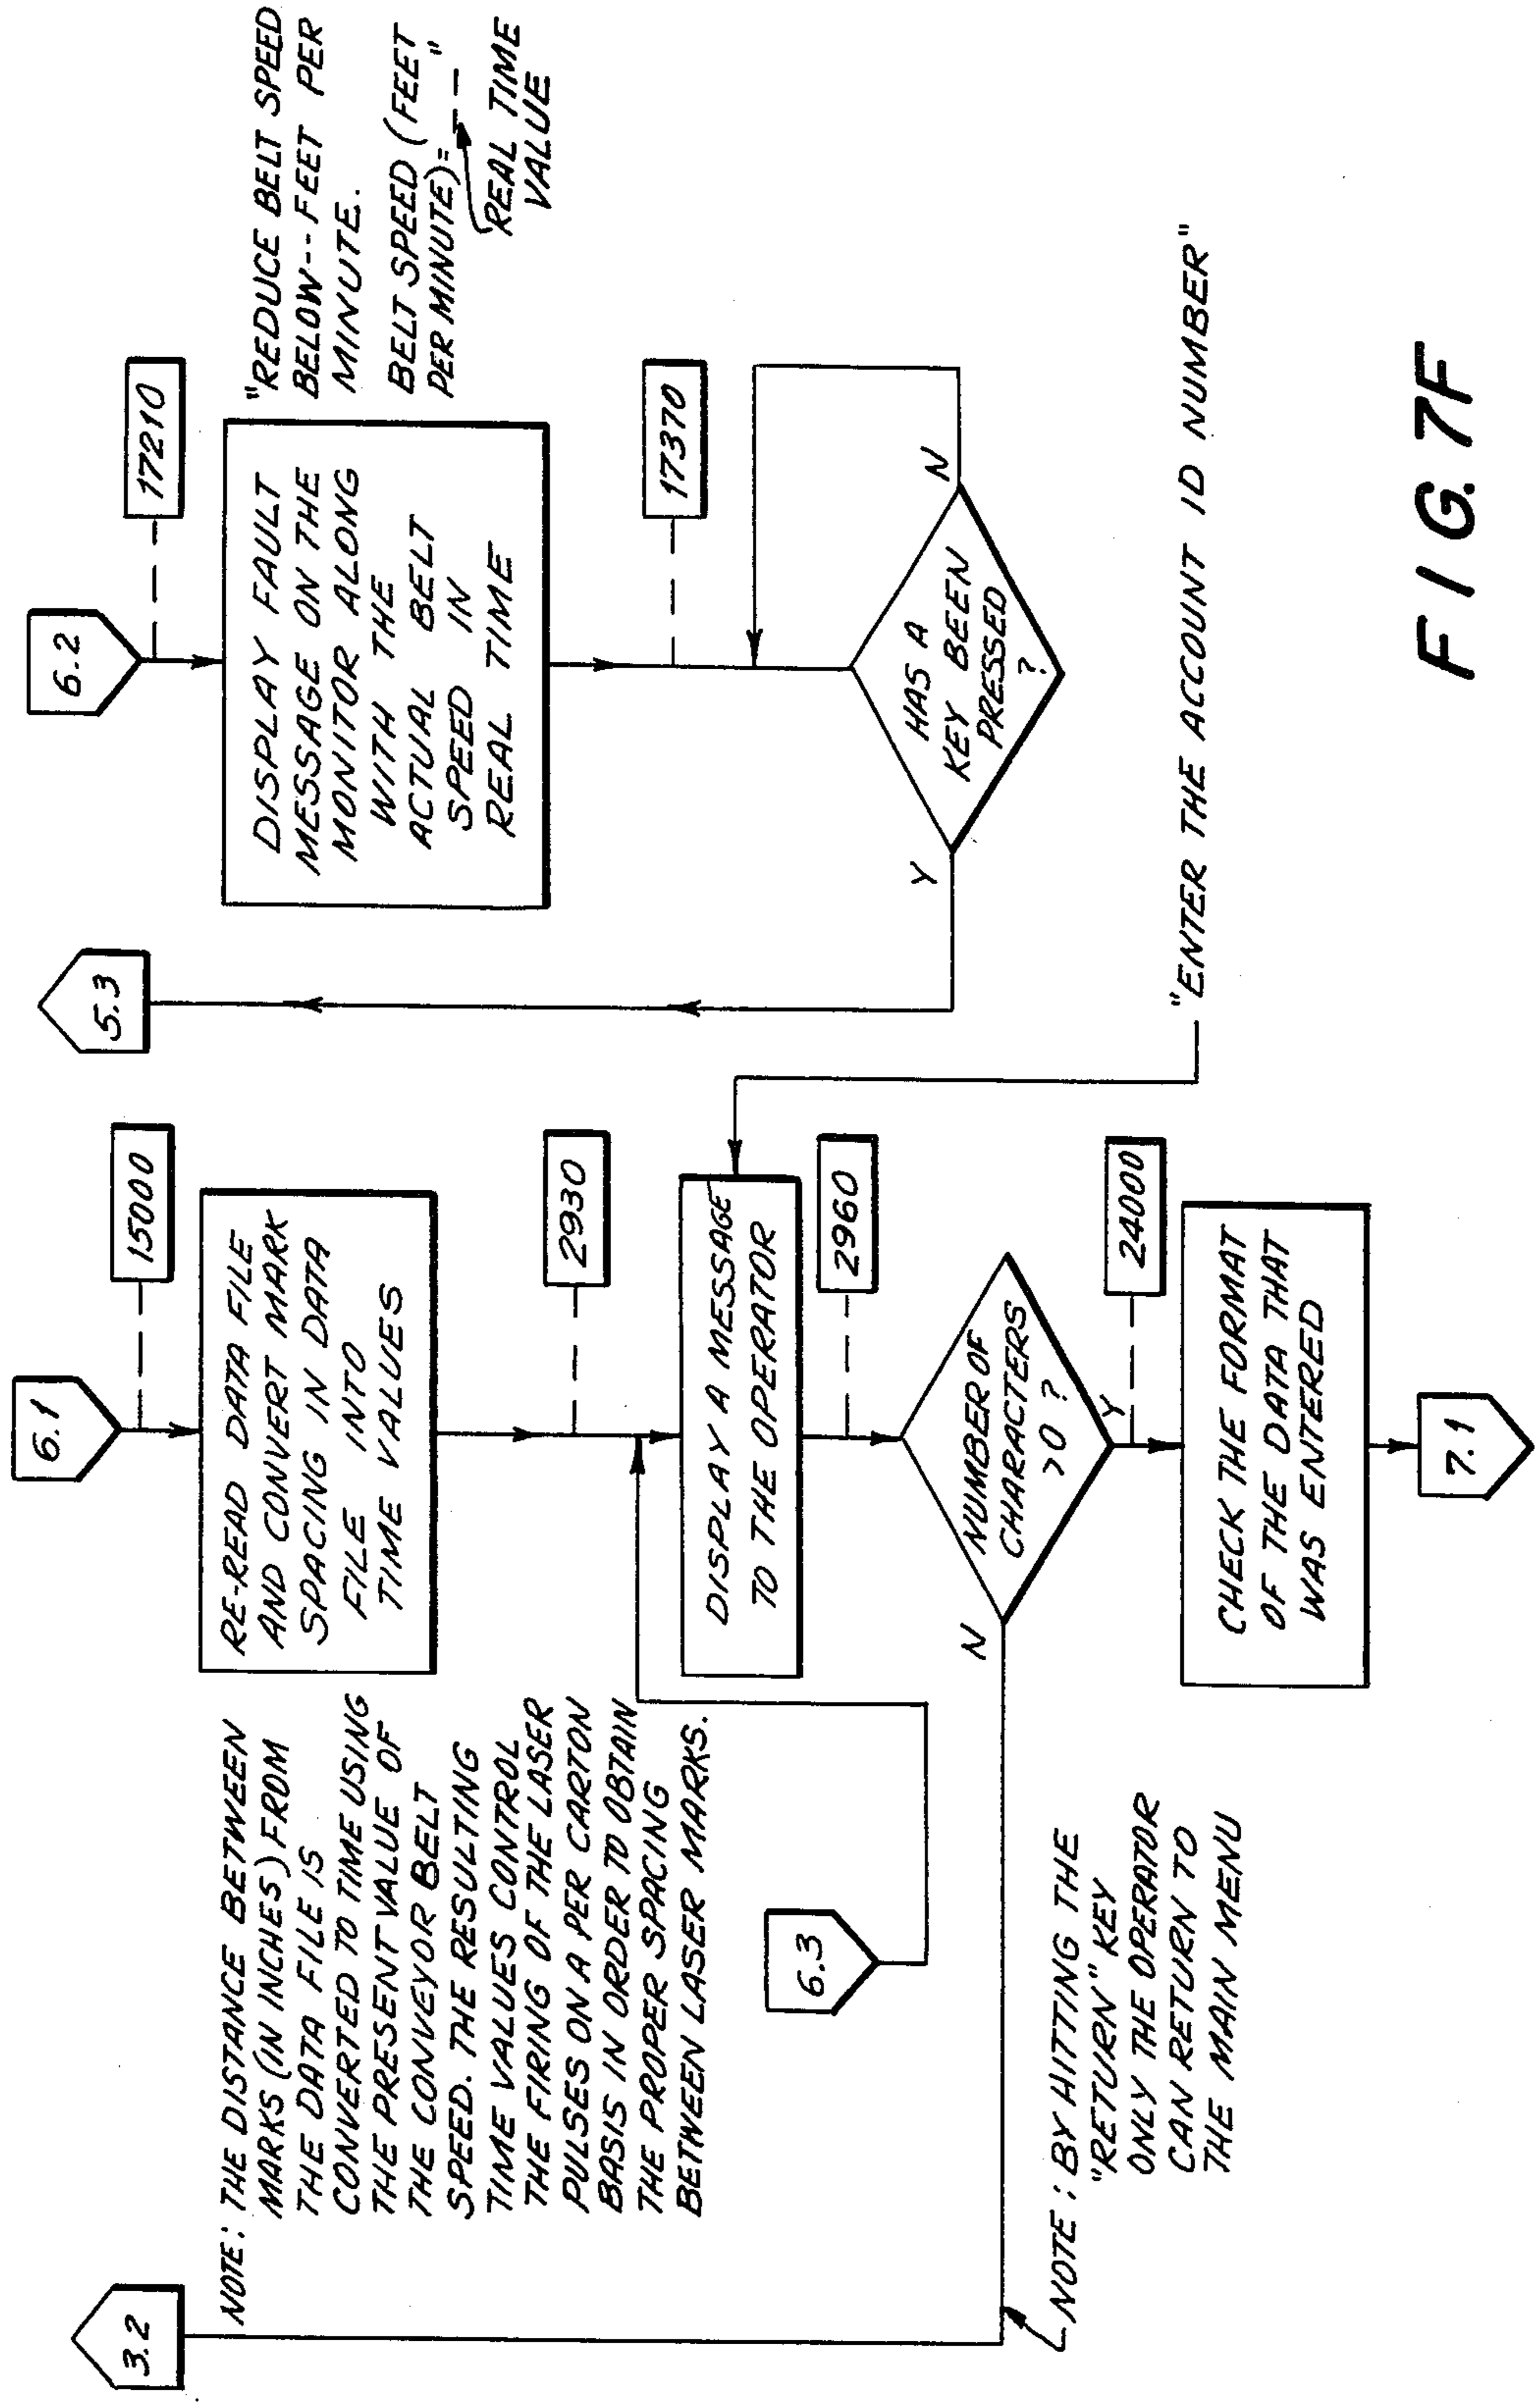 3.2
NOTE: THE DISTANCE BETWEEN
MARKS (IN INCHES) FROM
THE DATA FILE IS
CONVERTED TO TIME USING
THE PRESENT VALUE OF
THE CONVEYOR BELT
SPEED. THE RESULTING
TIME VALUES CONTROL
THE FIRING OF THE LASER
PULSES ON A PER CARTON
BASIS IN ORDER TO OBTAIN
THE PROPER SPACING
BETWEEN LASER MARKS.
6.3
NOTE: BY HITTING THE
"RETURN" KEY
ONLY THE OPERATOR
CAN RETURN TO
THE MAIN MENU
6.1
15000
RE-READ DATA FILE
AND CONVERT MARK
SPACING IN DATA
FILE INTO
TIME VALUES
2930
DISPLAY A MESSAGE
TO THE OPERATOR
2960
NUMBER OF
CHARACTERS
>0 ?
N
Y
24000
CHECK THE FORMAT
OF THE DATA THAT
WAS ENTERED
7.1
5.3
6.2
17210
DISPLAY FAULT
MESSAGE ON THE
MONITOR ALONG
WITH THE
ACTUAL BELT
SPEED IN
REAL TIME
"REDUCE BELT SPEED
BELOW-- FEET PER
MINUTE.
BELT SPEED (FEET
PER MINUTE)= -- "
REAL TIME
VALUE
17370
HAS A
KEY BEEN
PRESSED
?
Y
N
"ENTER THE ACCOUNT ID NUMBER"
FIG. 7F